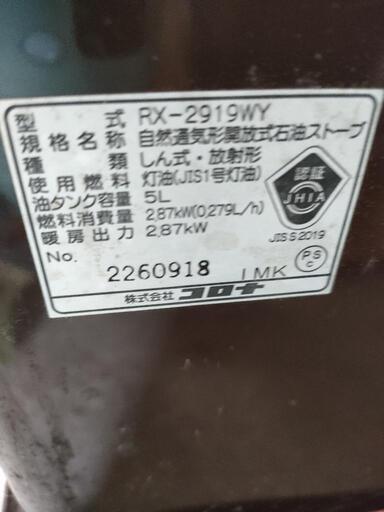 型 式 RX-2919WY
規格名称 自然通気形開放式石油ストーブ
種 類 しん式・放射形
使用燃料 灯油(JIS1号灯油)
油タンク容量 5L
燃料消費量 2,87kW(0,279L/h)
暖房出力 2,87kW
認証
JHIA
JIS S 2019
No. 2260918 1MK
PS
C
株式会社 コロナ